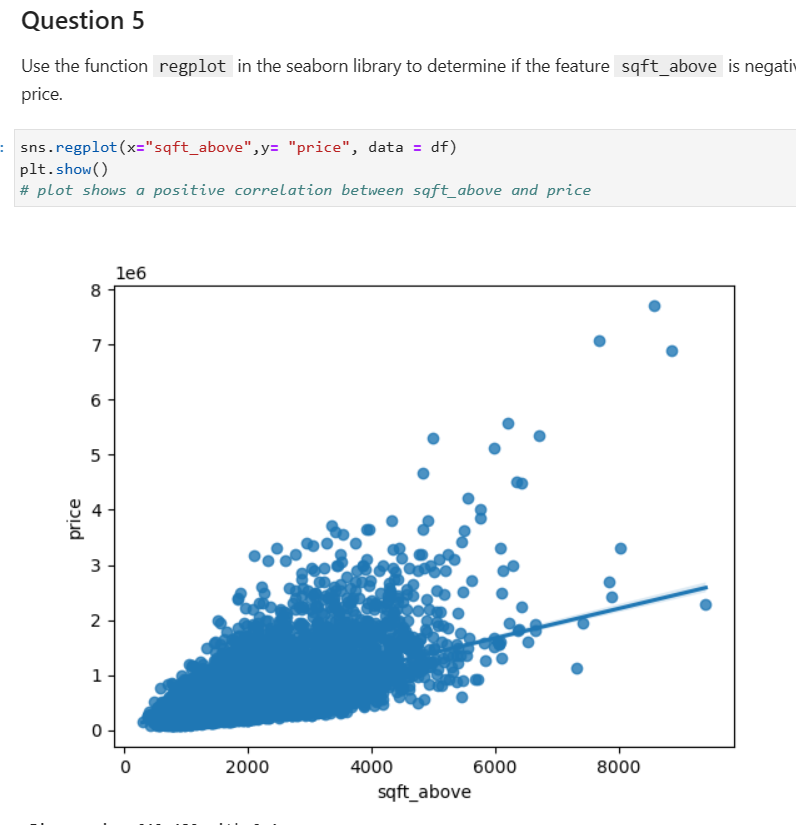 Question 5
Use the function regplot in the seaborn library to determine if the feature sqft_above is
price.
: sns.regplot(x="sqft_above",y= "price", data = df)
plt.show()
# plot shows a positive correlation between sqft_above and price
1e6
8
7
6
5
4
3
2
1
0
price
0 2000 4000 6000 8000
sqft_above